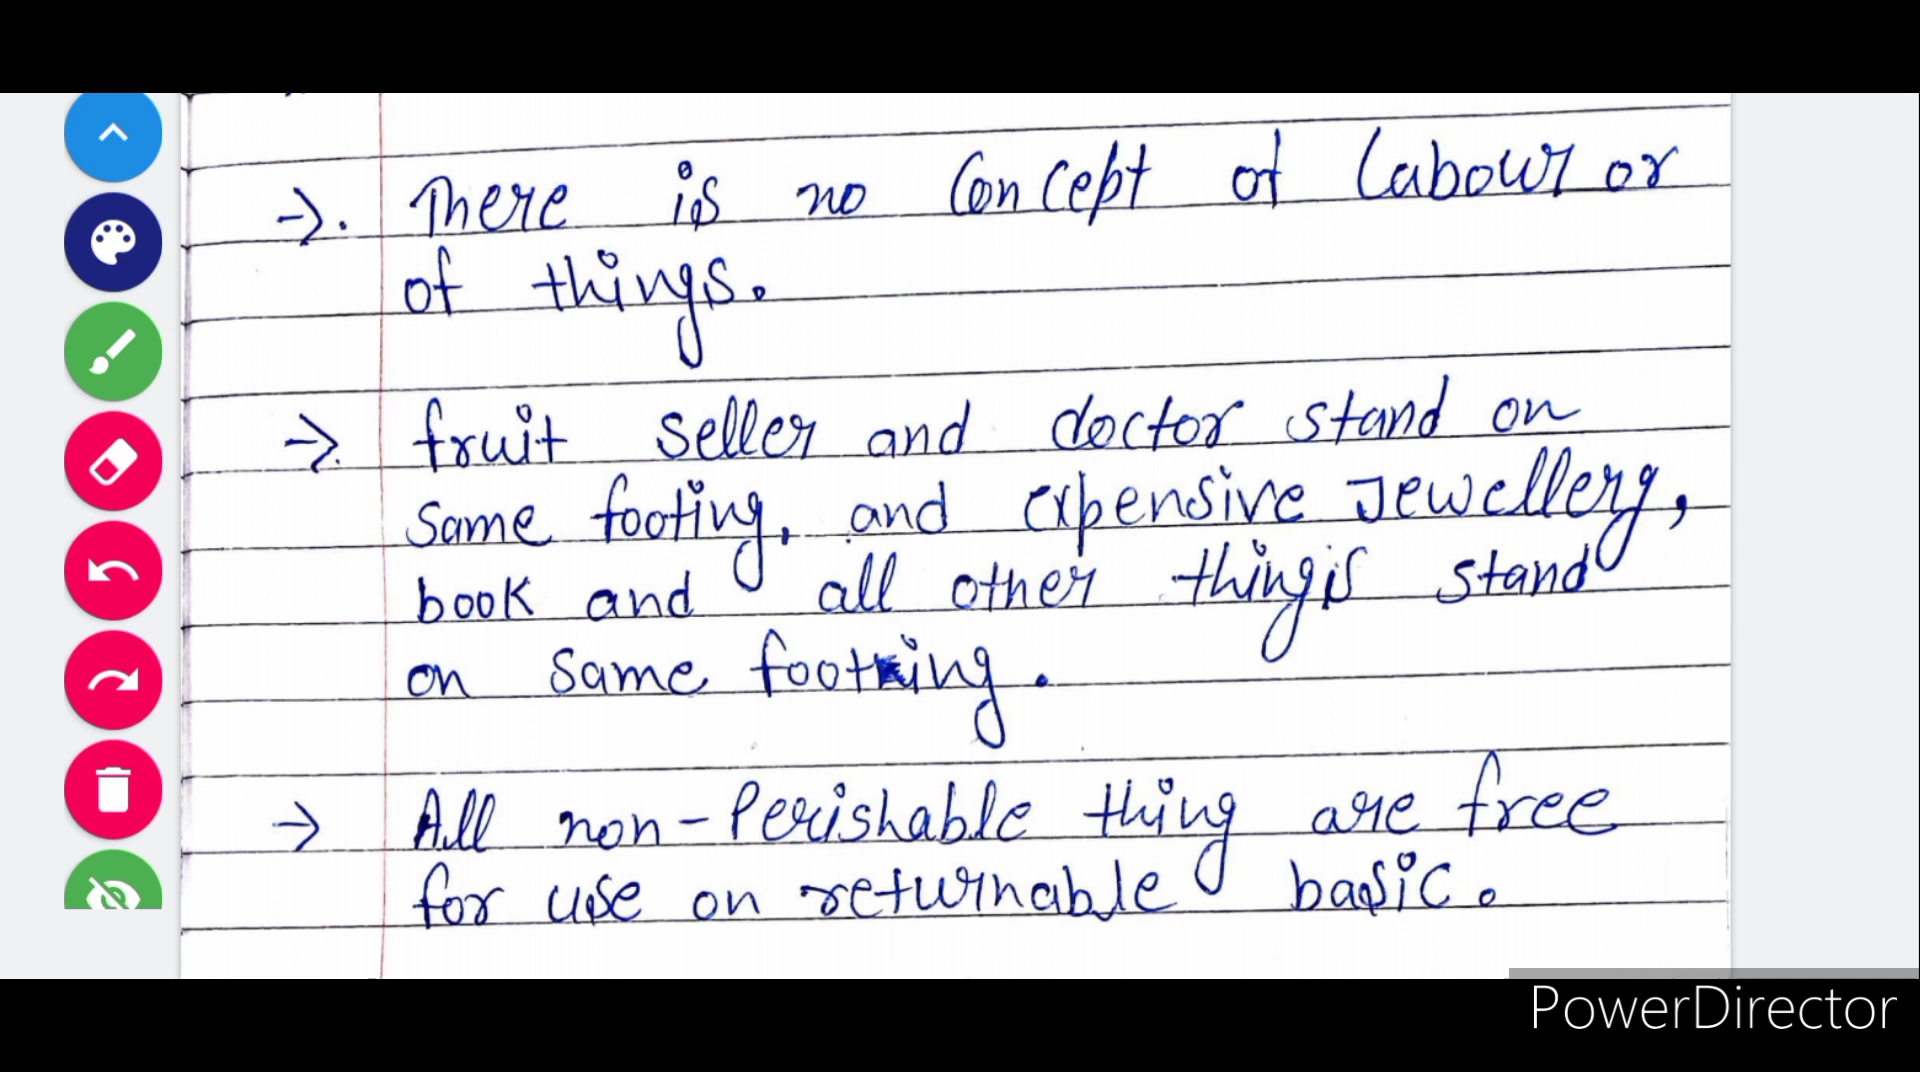 →. There is no Concept of Labour or
of things.
→. fruit seller and doctor stand on
same footing, and expensive Jewellery,
book and all other thingis stand
on same footing.
→ All non-Perishable thing are free
for use on returnable basic.
PowerDirector